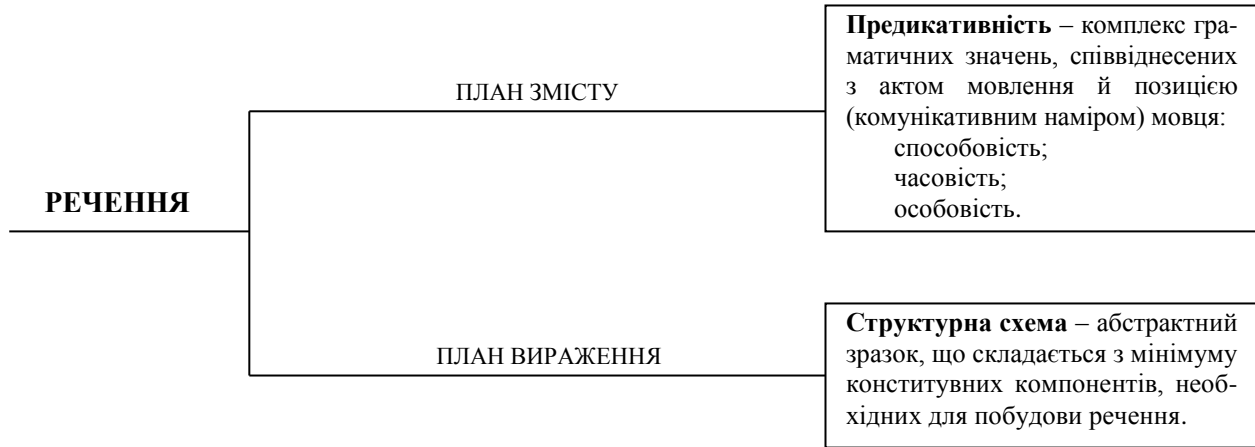 Предикативність – комплекс гра-
матичних значень, співвіднесених
з актом мовлення й позицією
(комунікативним наміром) мовця:
способовість;
часовість;
особовість.
ПЛАН ЗМІСТУ
РЕЧЕННЯ
ПЛАН ВИРАЖЕННЯ
Структурна схема – абстрактний
зразок, що складається з мінімуму
конститувних компонентів, необ-
хідних для побудови речення.